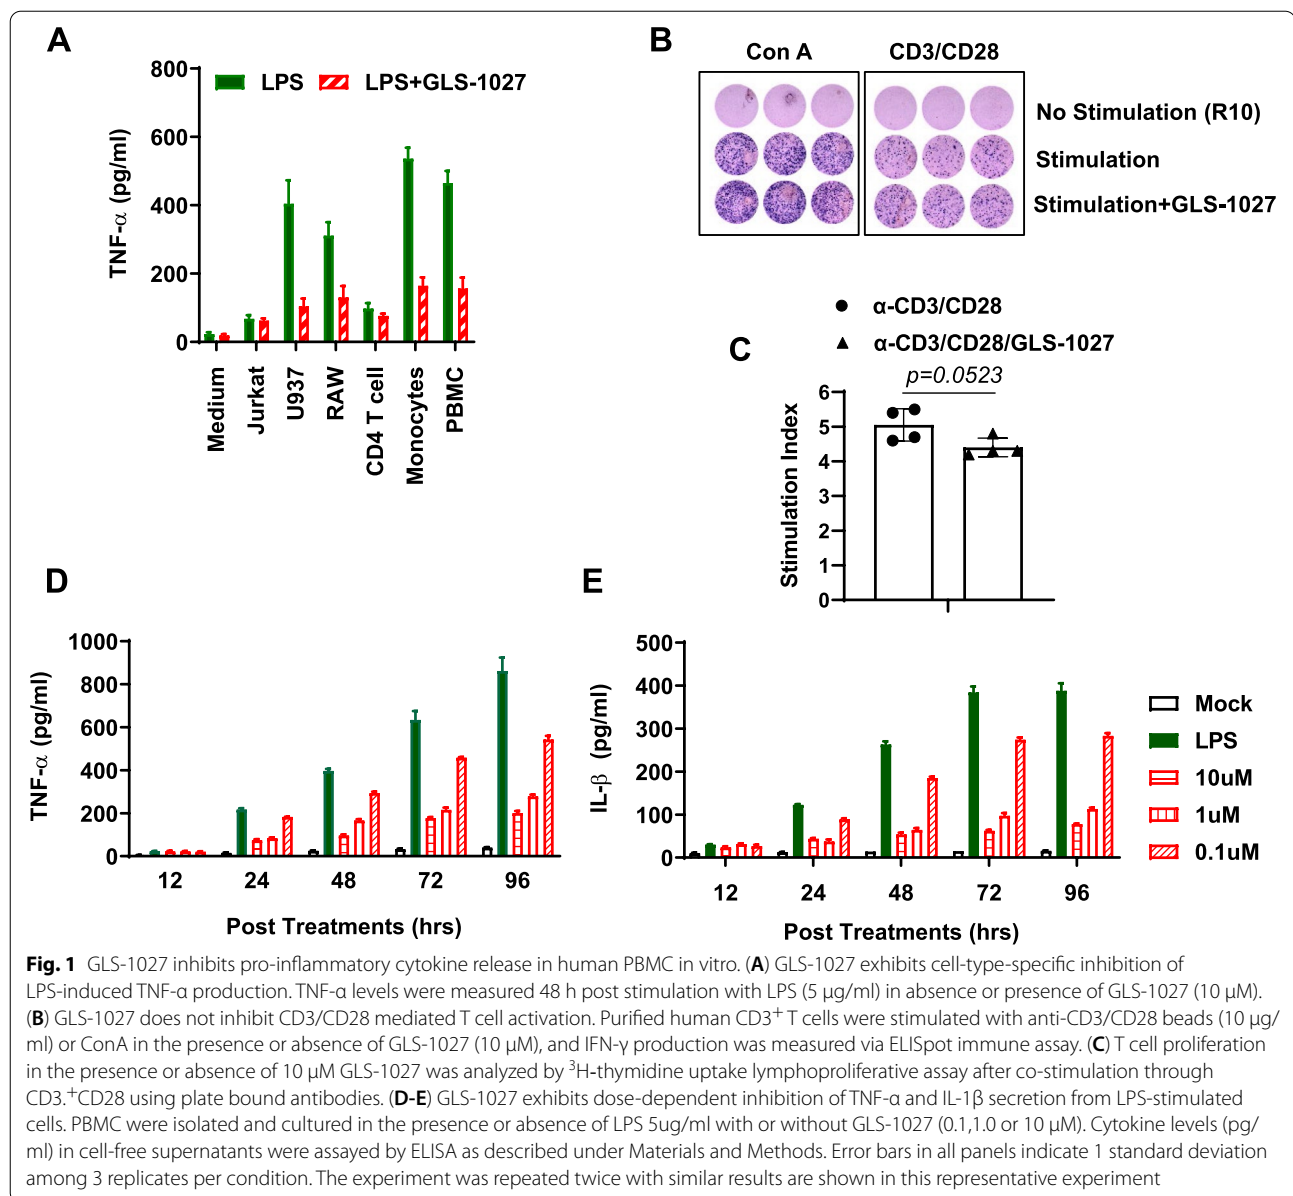 A
LPS
LPS+GLS-1027
800
600
400
200
0
TNF-α (pg/ml)
Medium
Jurkat
U937
RAW
CD4 T cell
Monocytes
PBMC
B
Con A
CD3/CD28
No Stimulation (R10)
Stimulation
Stimulation+GLS-1027
C
α-CD3/CD28
α-CD3/CD28/GLS-1027
p=0.0523
6
5
4
3
2
1
0
Stimulation Index
D
1000
800
600
400
200
0
TNF-α (pg/ml)
12 24 48 72 96
Post Treatments (hrs)
E
500
400
300
200
100
0
IL-β (pg/ml)
12 24 48 72 96
Post Treatments (hrs)
Mock
LPS
10uM
1uM
0.1uM
Fig. 1 GLS-1027 inhibits pro-inflammatory cytokine release in human PBMC in vitro. (A) GLS-1027 exhibits cell-type-specific inhibition of
LPS-induced TNF-α production. TNF-α levels were measured 48 h post stimulation with LPS (5 μg/ml) in absence or presence of GLS-1027 (10 μM).
(B) GLS-1027 does not inhibit CD3/CD28 mediated T cell activation. Purified human CD3⁺ T cells were stimulated with anti-CD3/CD28 beads (10 μg/
ml) or ConA in the presence or absence of GLS-1027 (10 μM), and IFN-γ production was measured via ELISpot immune assay. (C) T cell proliferation
in the presence or absence of 10 μM GLS-1027 was analyzed by ³H-thymidine uptake lymphoproliferative assay after co-stimulation through
CD3.⁺CD28 using plate bound antibodies. (D-E) GLS-1027 exhibits dose-dependent inhibition of TNF-α and IL-1β secretion from LPS-stimulated
cells. PBMC were isolated and cultured in the presence or absence of LPS 5ug/ml with or without GLS-1027 (0.1,1.0 or 10 μM). Cytokine levels (pg/
ml) in cell-free supernatants were assayed by ELISA as described under Materials and Methods. Error bars in all panels indicate 1 standard deviation
among 3 replicates per condition. The experiment was repeated twice with similar results are shown in this representative experiment